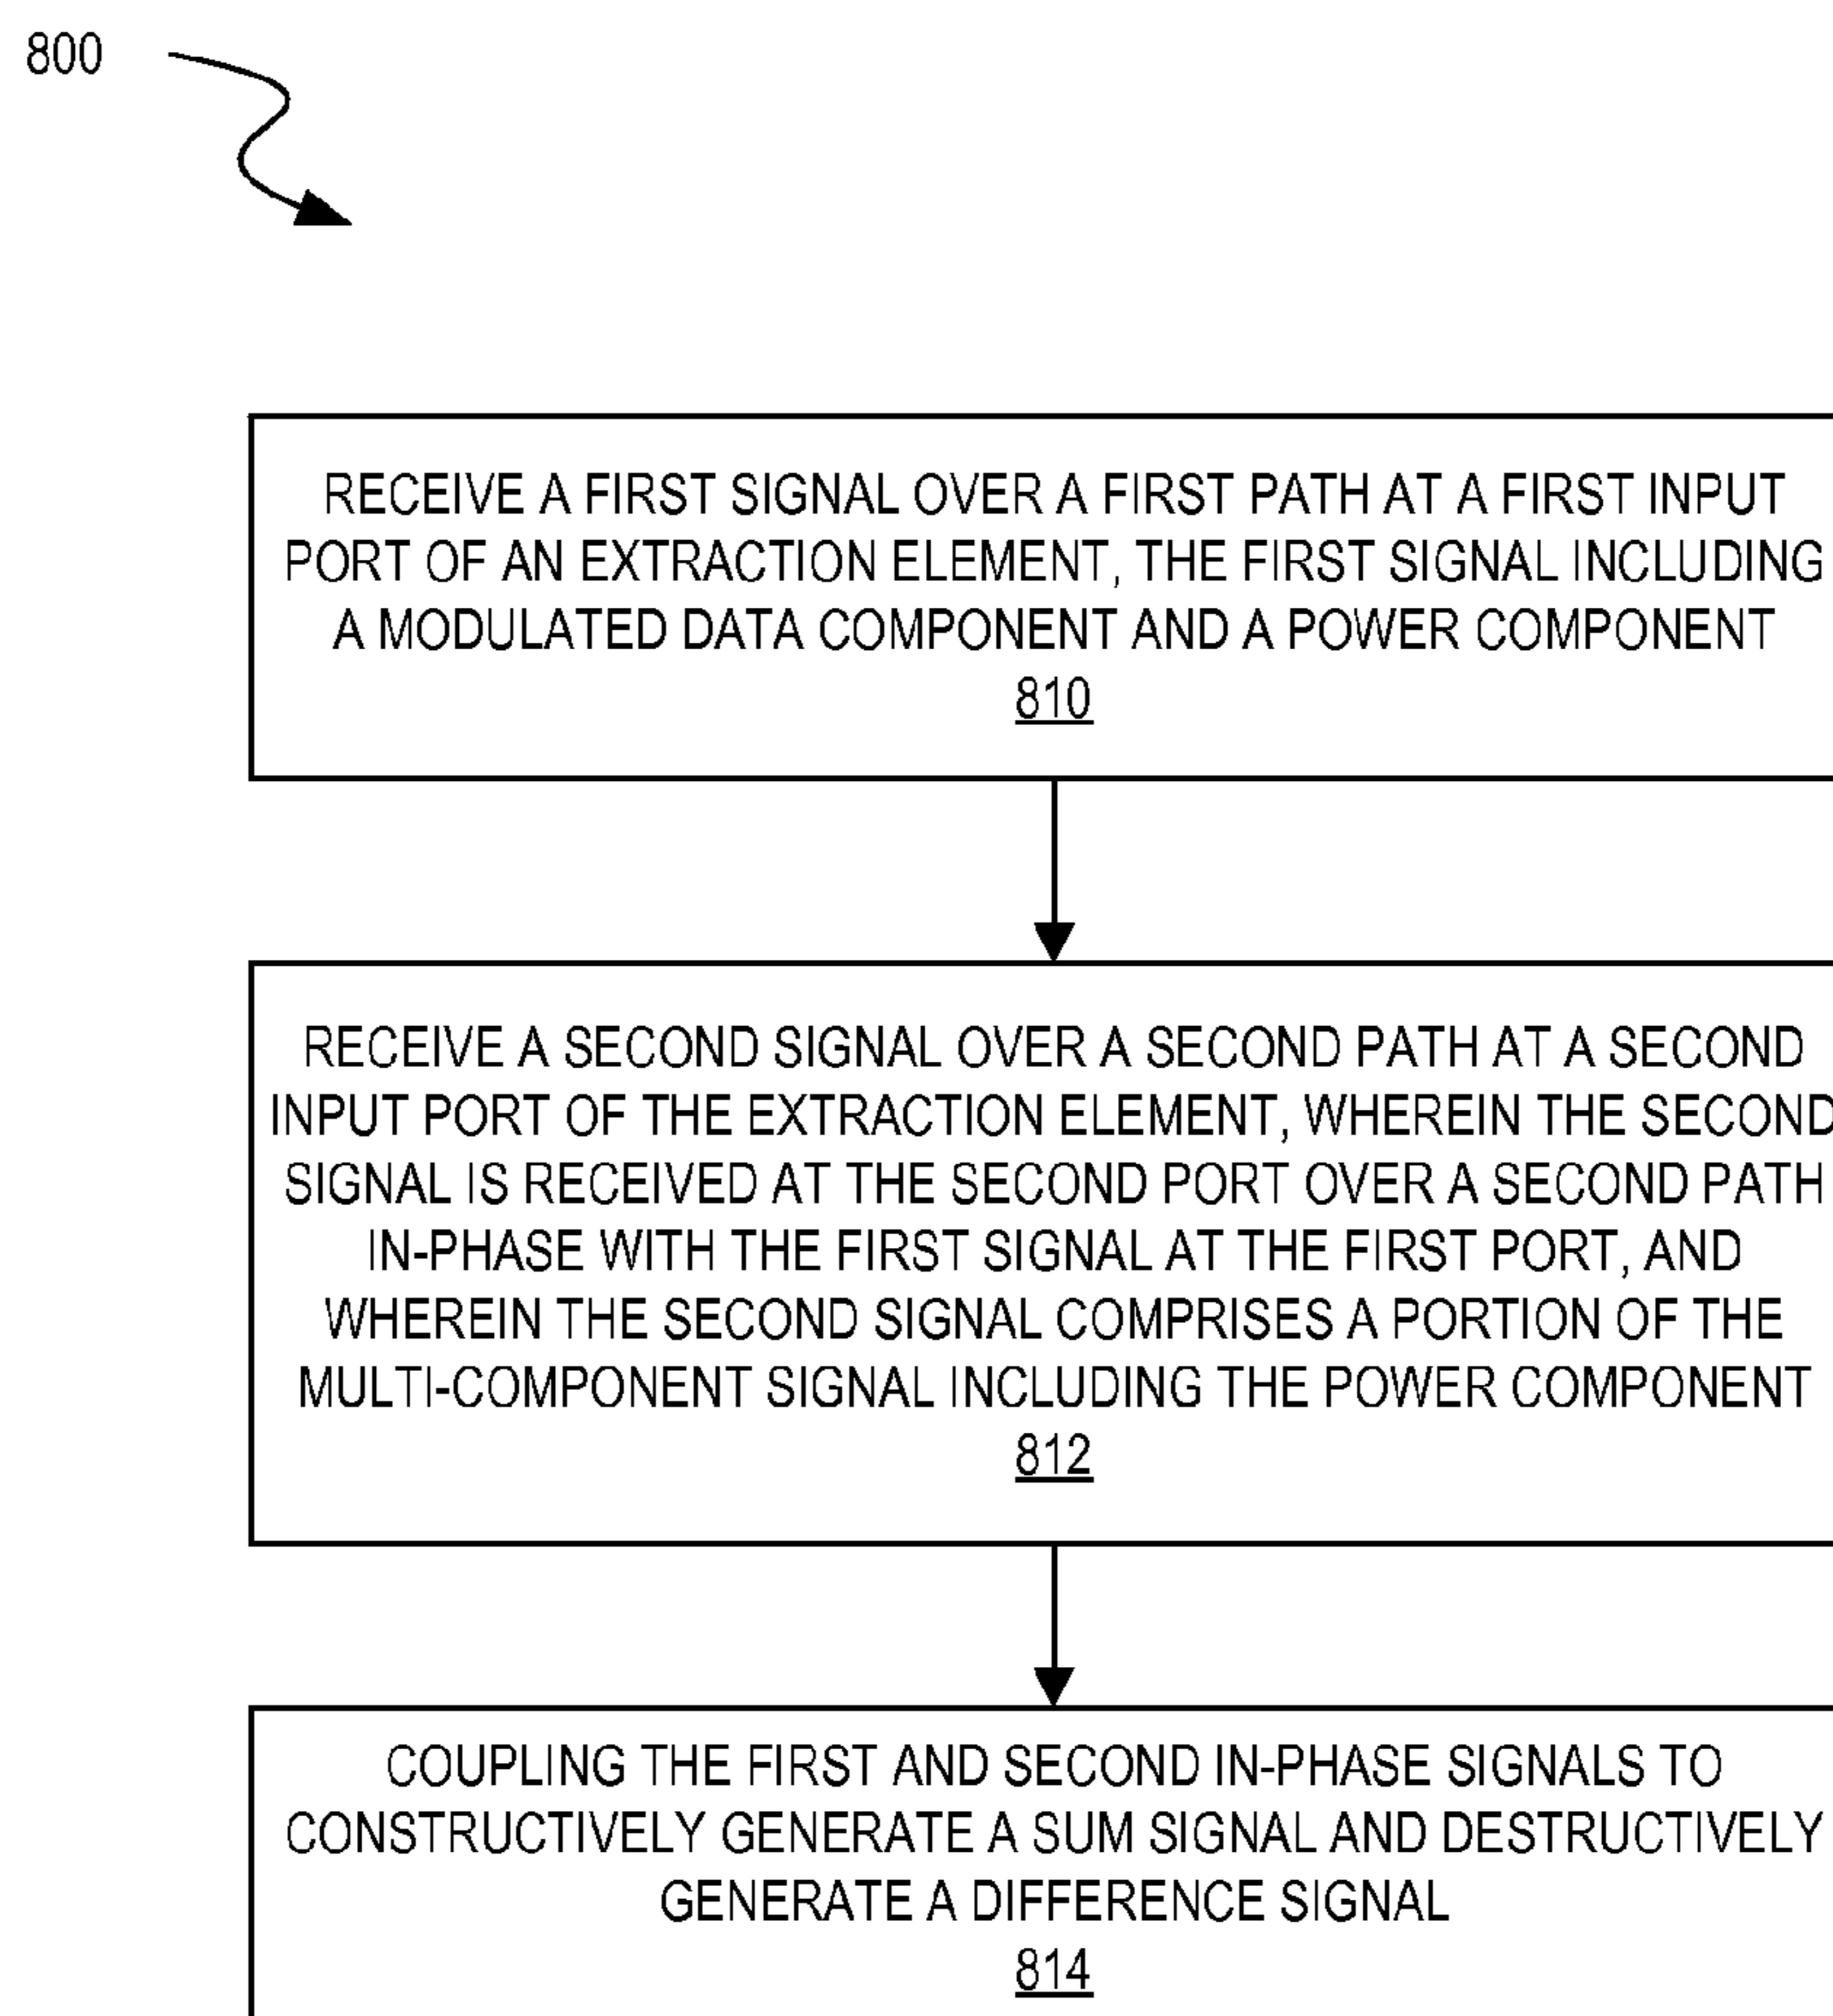 800
RECEIVE A FIRST SIGNAL OVER A FIRST PATH AT A FIRST INPUT
PORT OF AN EXTRACTION ELEMENT, THE FIRST SIGNAL INCLUDING
A MODULATED DATA COMPONENT AND A POWER COMPONENT
810
RECEIVE A SECOND SIGNAL OVER A SECOND PATH AT A SECOND
INPUT PORT OF THE EXTRACTION ELEMENT, WHEREIN THE SECOND
SIGNAL IS RECEIVED AT THE SECOND PORT OVER A SECOND PATH
IN-PHASE WITH THE FIRST SIGNAL AT THE FIRST PORT, AND
WHEREIN THE SECOND SIGNAL COMPRISES A PORTION OF THE
MULTI-COMPONENT SIGNAL INCLUDING THE POWER COMPONENT
812
COUPLING THE FIRST AND SECOND IN-PHASE SIGNALS TO
CONSTRUCTIVELY GENERATE A SUM SIGNAL AND DESTRUCTIVELY
GENERATE A DIFFERENCE SIGNAL
814